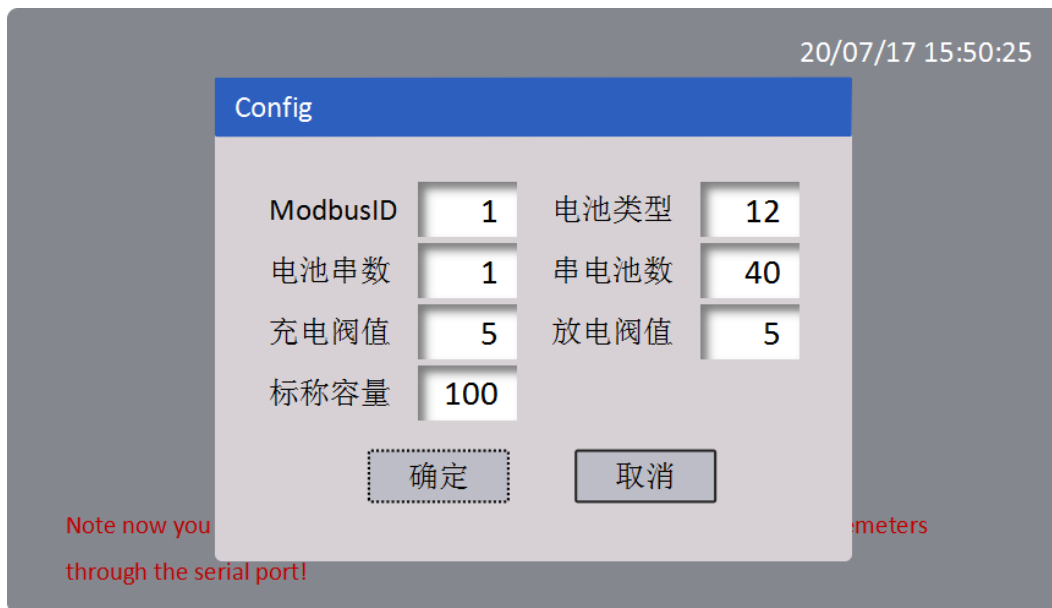 20/07/17 15:50:25
Config
ModbusID 1 电池类型 12
电池串数 1 串电池数 40
充电阀值 5 放电阀值 5
标称容量 100
确定 取消
Note now you emeters
through the serial port!